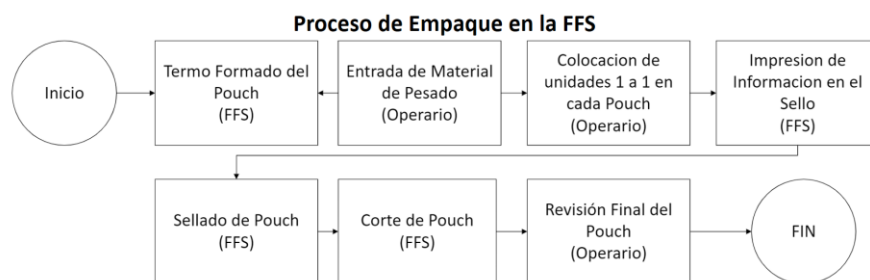 Proceso de Empaque en la FFS
Inicio
Termo Formado del
Pouch
(FFS)
Entrada de Material
de Pesado
(Operario)
Colocacion de
unidades 1 a 1 en
cada Pouch
(Operario)
Impresion de
Informacion en el
Sello
(FFS)
Sellado de Pouch
(FFS)
Corte de Pouch
(FFS)
Revisión Final del
Pouch
(Operario)
FIN